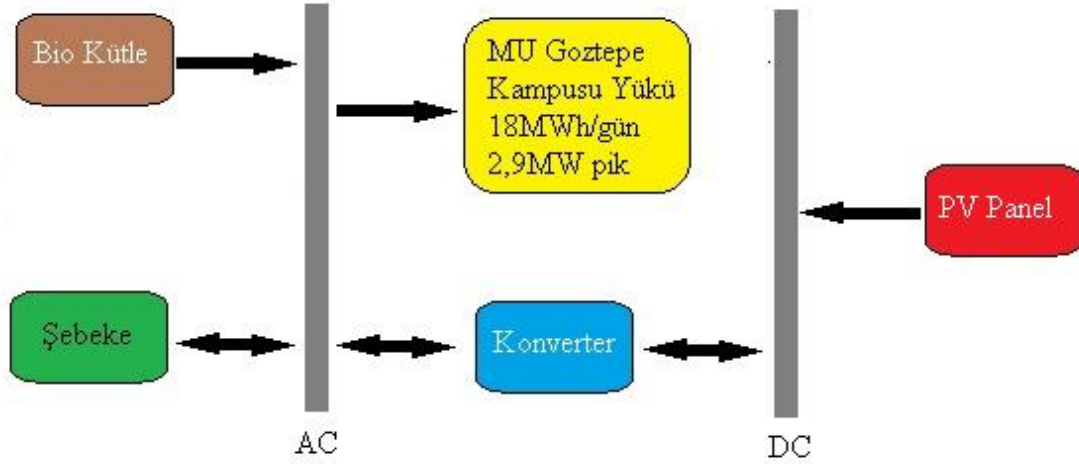 Bio Kütle
MU Goztepe
Kampusu Yükü
18MWh/gün
2,9MW pik
PV Panel
Şebeke
Konverter
AC
DC